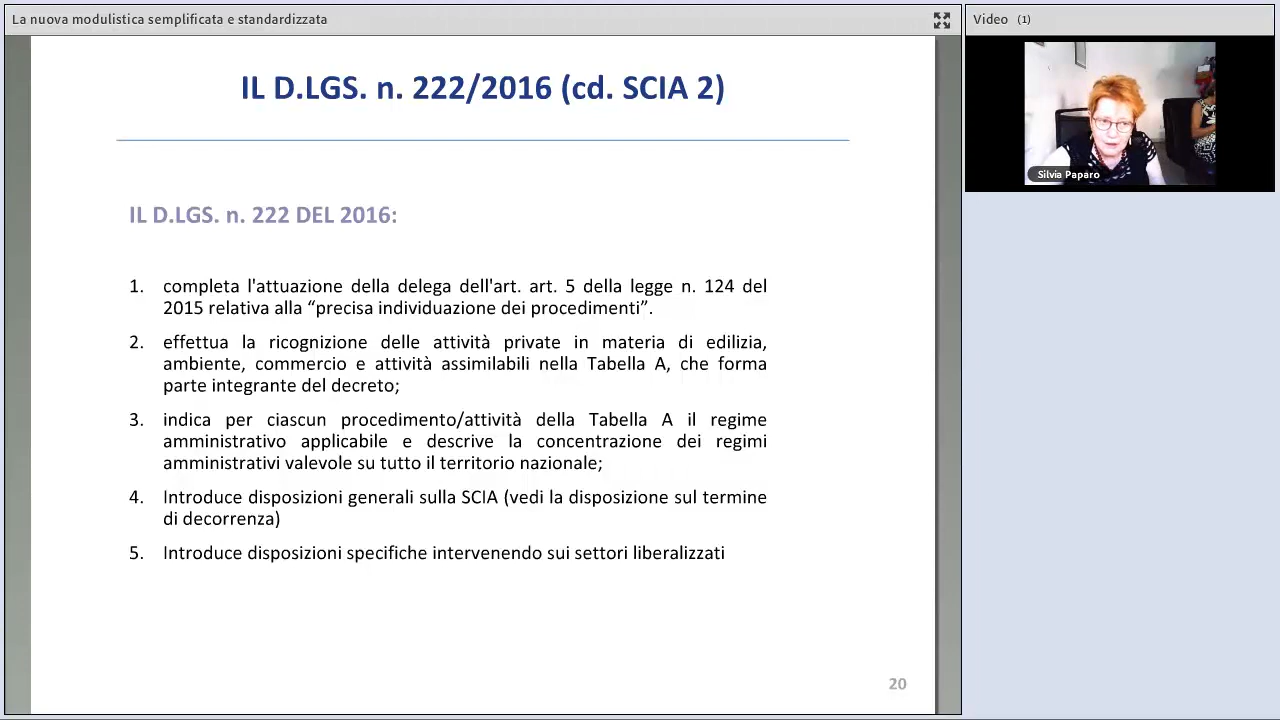 La nuova modulistica semplificata e standardizzata
Video (1)
IL D.LGS. n. 222/2016 (cd. SCIA 2)
Silvia Paparo
IL D.LGS. n. 222 DEL 2016:
1. completa l'attuazione della delega dell'art. art. 5 della legge n. 124 del
2015 relativa alla “precisa individuazione dei procedimenti”.
2. effettua la ricognizione delle attività private in materia di edilizia,
ambiente, commercio e attività assimilabili nella Tabella A, che forma
parte integrante del decreto;
3. indica per ciascun procedimento/attività della Tabella A il regime
amministrativo applicabile e descrive la concentrazione dei regimi
amministrativi valevole su tutto il territorio nazionale;
4. Introduce disposizioni generali sulla SCIA (vedi la disposizione sul termine
di decorrenza)
5. Introduce disposizioni specifiche intervenendo sui settori liberalizzati
20